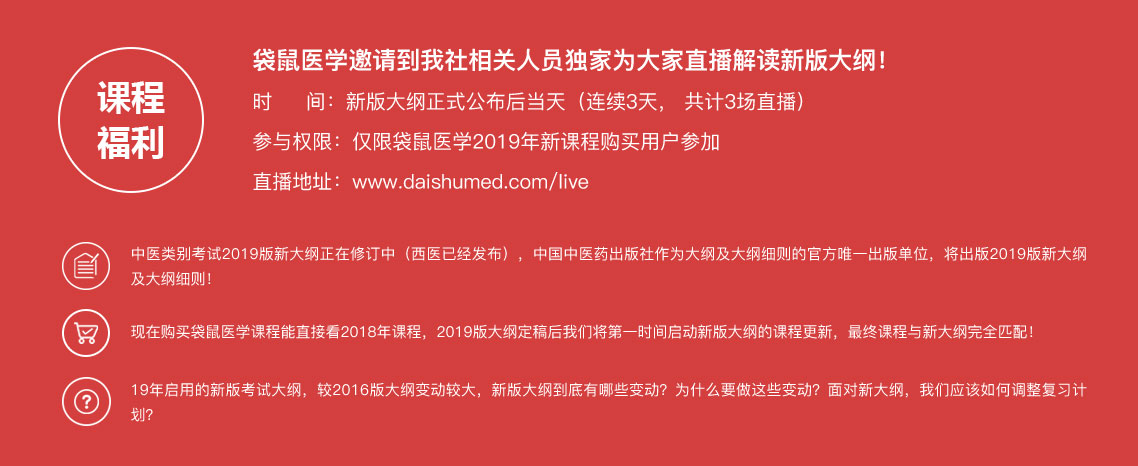 课程
福利
袋鼠医学邀请到我社相关人员独家为大家直播解读新版大纲！
时 间：新版大纲正式公布后当天（连续3天， 共计3场直播）
参与权限：仅限袋鼠医学2019年新课程购买用户参加
直播地址：www.daishumed.com/live
中医类别考试2019版新大纲正在修订中（西医已经发布），中国中医药出版社作为大纲及大纲细则的官方唯一出版单位，将出版2019版新大纲
及大纲细则！
现在购买袋鼠医学课程能直接看2018年课程，2019版大纲定稿后我们将第一时间启动新版大纲的课程更新，最终课程与新大纲完全匹配！
19年启用的新版考试大纲，较2016版大纲变动较大，新版大纲到底有哪些变动？为什么要做这些变动？面对新大纲，我们应该如何调整复习计
划？